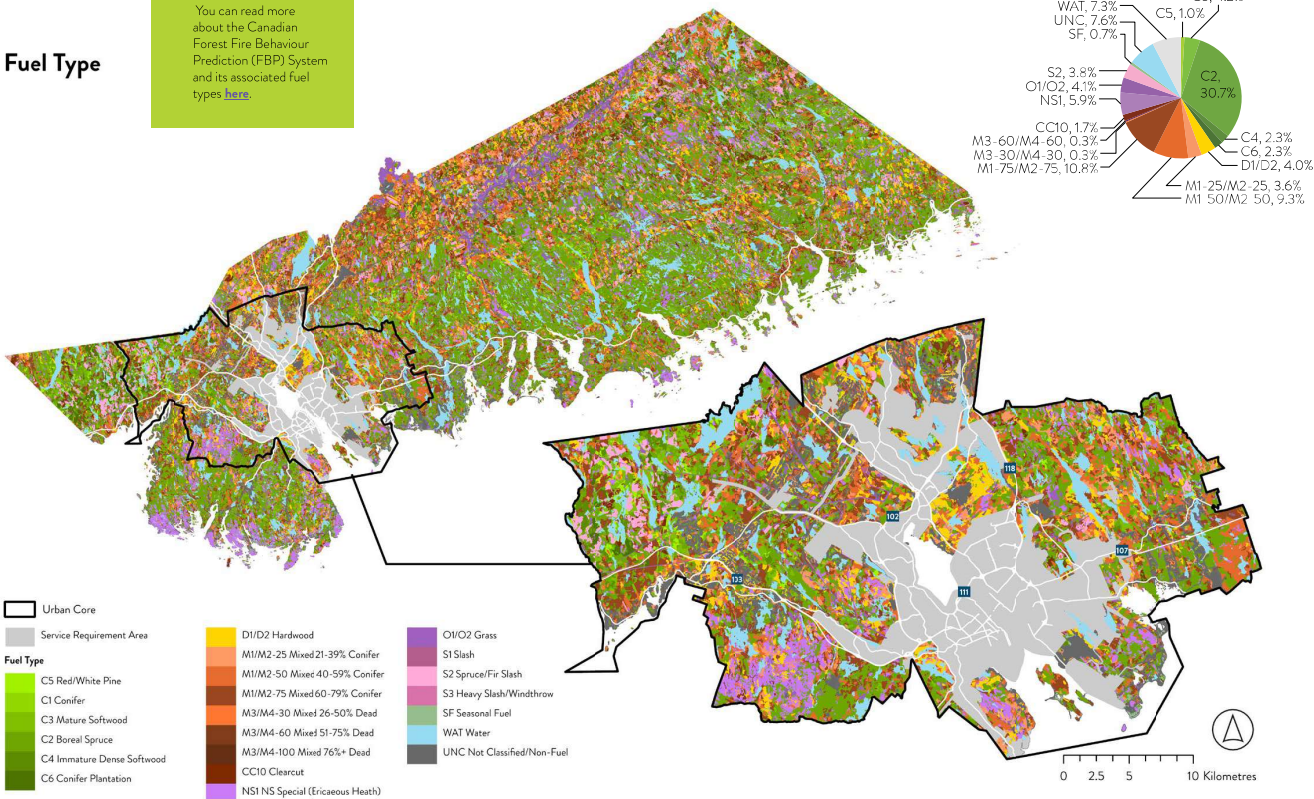 Fuel Type
You can read more
about the Canadian
Forest Fire Behaviour
Prediction (FBP) System
and its associated fuel
types here.
WAT, 7.3%
UNC, 7.6%
SF, 0.7%
C5, 1.0%
S2, 3.8%
O1/O2, 4.1%
NS1, 5.9%
CC10, 1.7%
M3-60/M4-60, 0.3%
M3-30/M4-30, 0.3%
M1-75/M2-75, 10.8%
C2,
30.7%
C4, 2.3%
C6, 2.3%
D1/D2, 4.0%
M1-25/M2-25, 3.6%
M1 50/M2 50, 9.3%
118
102
107
103
111
Urban Core
Service Requirement Area
Fuel Type
C5 Red/White Pine
C1 Conifer
C3 Mature Softwood
C2 Boreal Spruce
C4 Immature Dense Softwood
C6 Conifer Plantation
D1/D2 Hardwood
M1/M2-25 Mixed 21-39% Conifer
M1/M2-50 Mixed 40-59% Conifer
M1/M2-75 Mixed 60-79% Conifer
M3/M4-30 Mixed 26-50% Dead
M3/M4-60 Mixed 51-75% Dead
M3/M4-100 Mixed 76%+ Dead
CC10 Clearcut
NS1 NS Special (Ericaeous Heath)
O1/O2 Grass
S1 Slash
S2 Spruce/Fir Slash
S3 Heavy Slash/Windthrow
SF Seasonal Fuel
WAT Water
UNC Not Classified/Non-Fuel
0 2.5 5 10 Kilometres